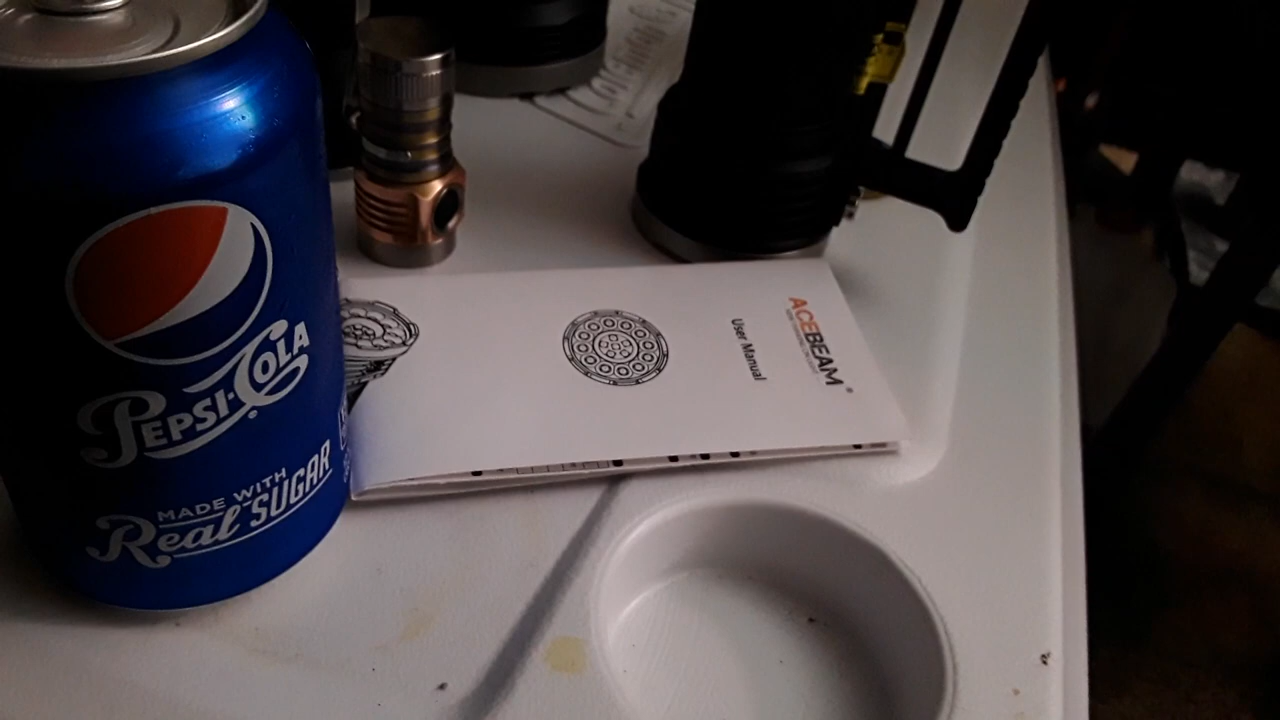 PEPSI-COLA
®
MADE WITH
Real SUGAR
ACEBEAM®
User Manual